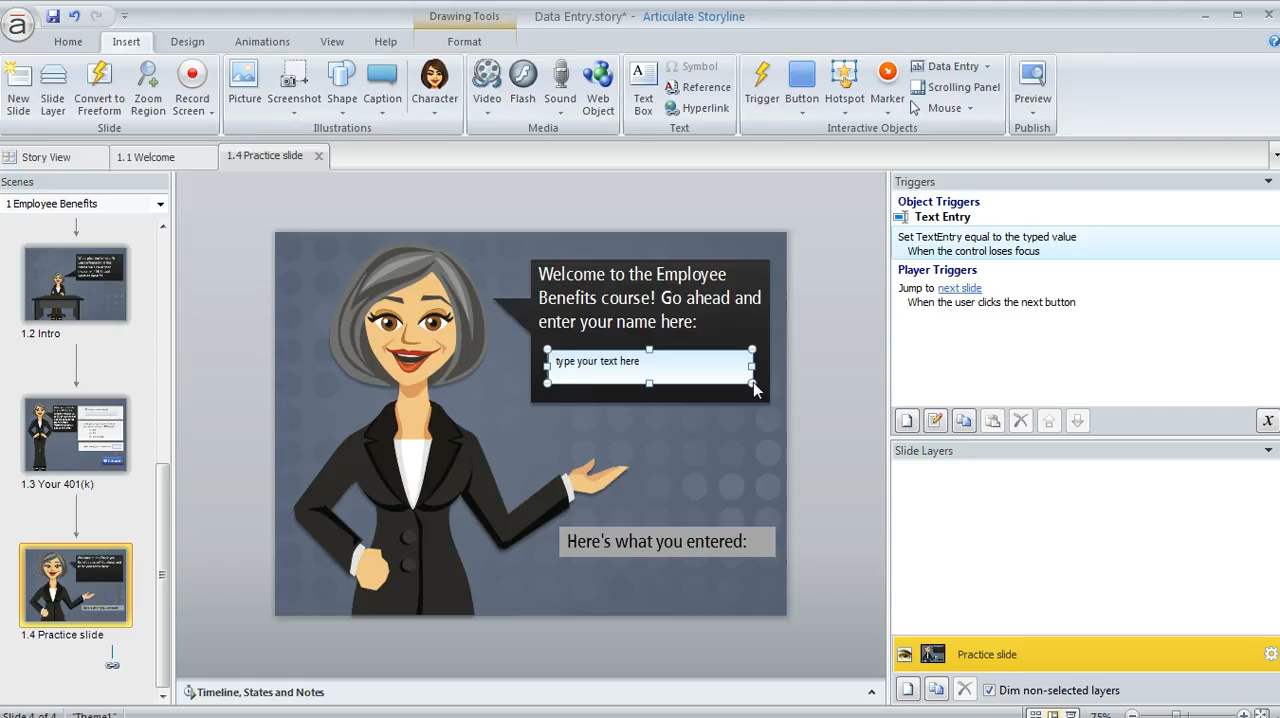 Drawing Tools
Data Entry.story* - Articulate Storyline
Home Insert Design Animations View Help Format
New Slide
Slide Layer
Convert to Freeform
Zoom Region
Record Screen
Slide
Picture
Screenshot
Shape
Caption
Character
Illustrations
Video
Flash
Sound
Web Object
Media
Text Box
Symbol
Reference
Hyperlink
Text
Trigger
Button
Hotspot
Marker
Data Entry
Scrolling Panel
Mouse
Interactive Objects
Preview
Publish
Story View
1.1 Welcome
1.4 Practice slide
Scenes
1 Employee Benefits
1.2 Intro
1.3 Your 401(k)
1.4 Practice slide
Welcome to the Employee
Benefits course! Go ahead and
enter your name here:
type your text here
Here's what you entered:
Timeline, States and Notes
Triggers
Object Triggers
Text Entry
Set TextEntry equal to the typed value
When the control loses focus
Player Triggers
Jump to next slide
When the user clicks the next button
x
Slide Layers
Practice slide
Dim non-selected layers
Slide 4 of 4
"Theme1"
75%